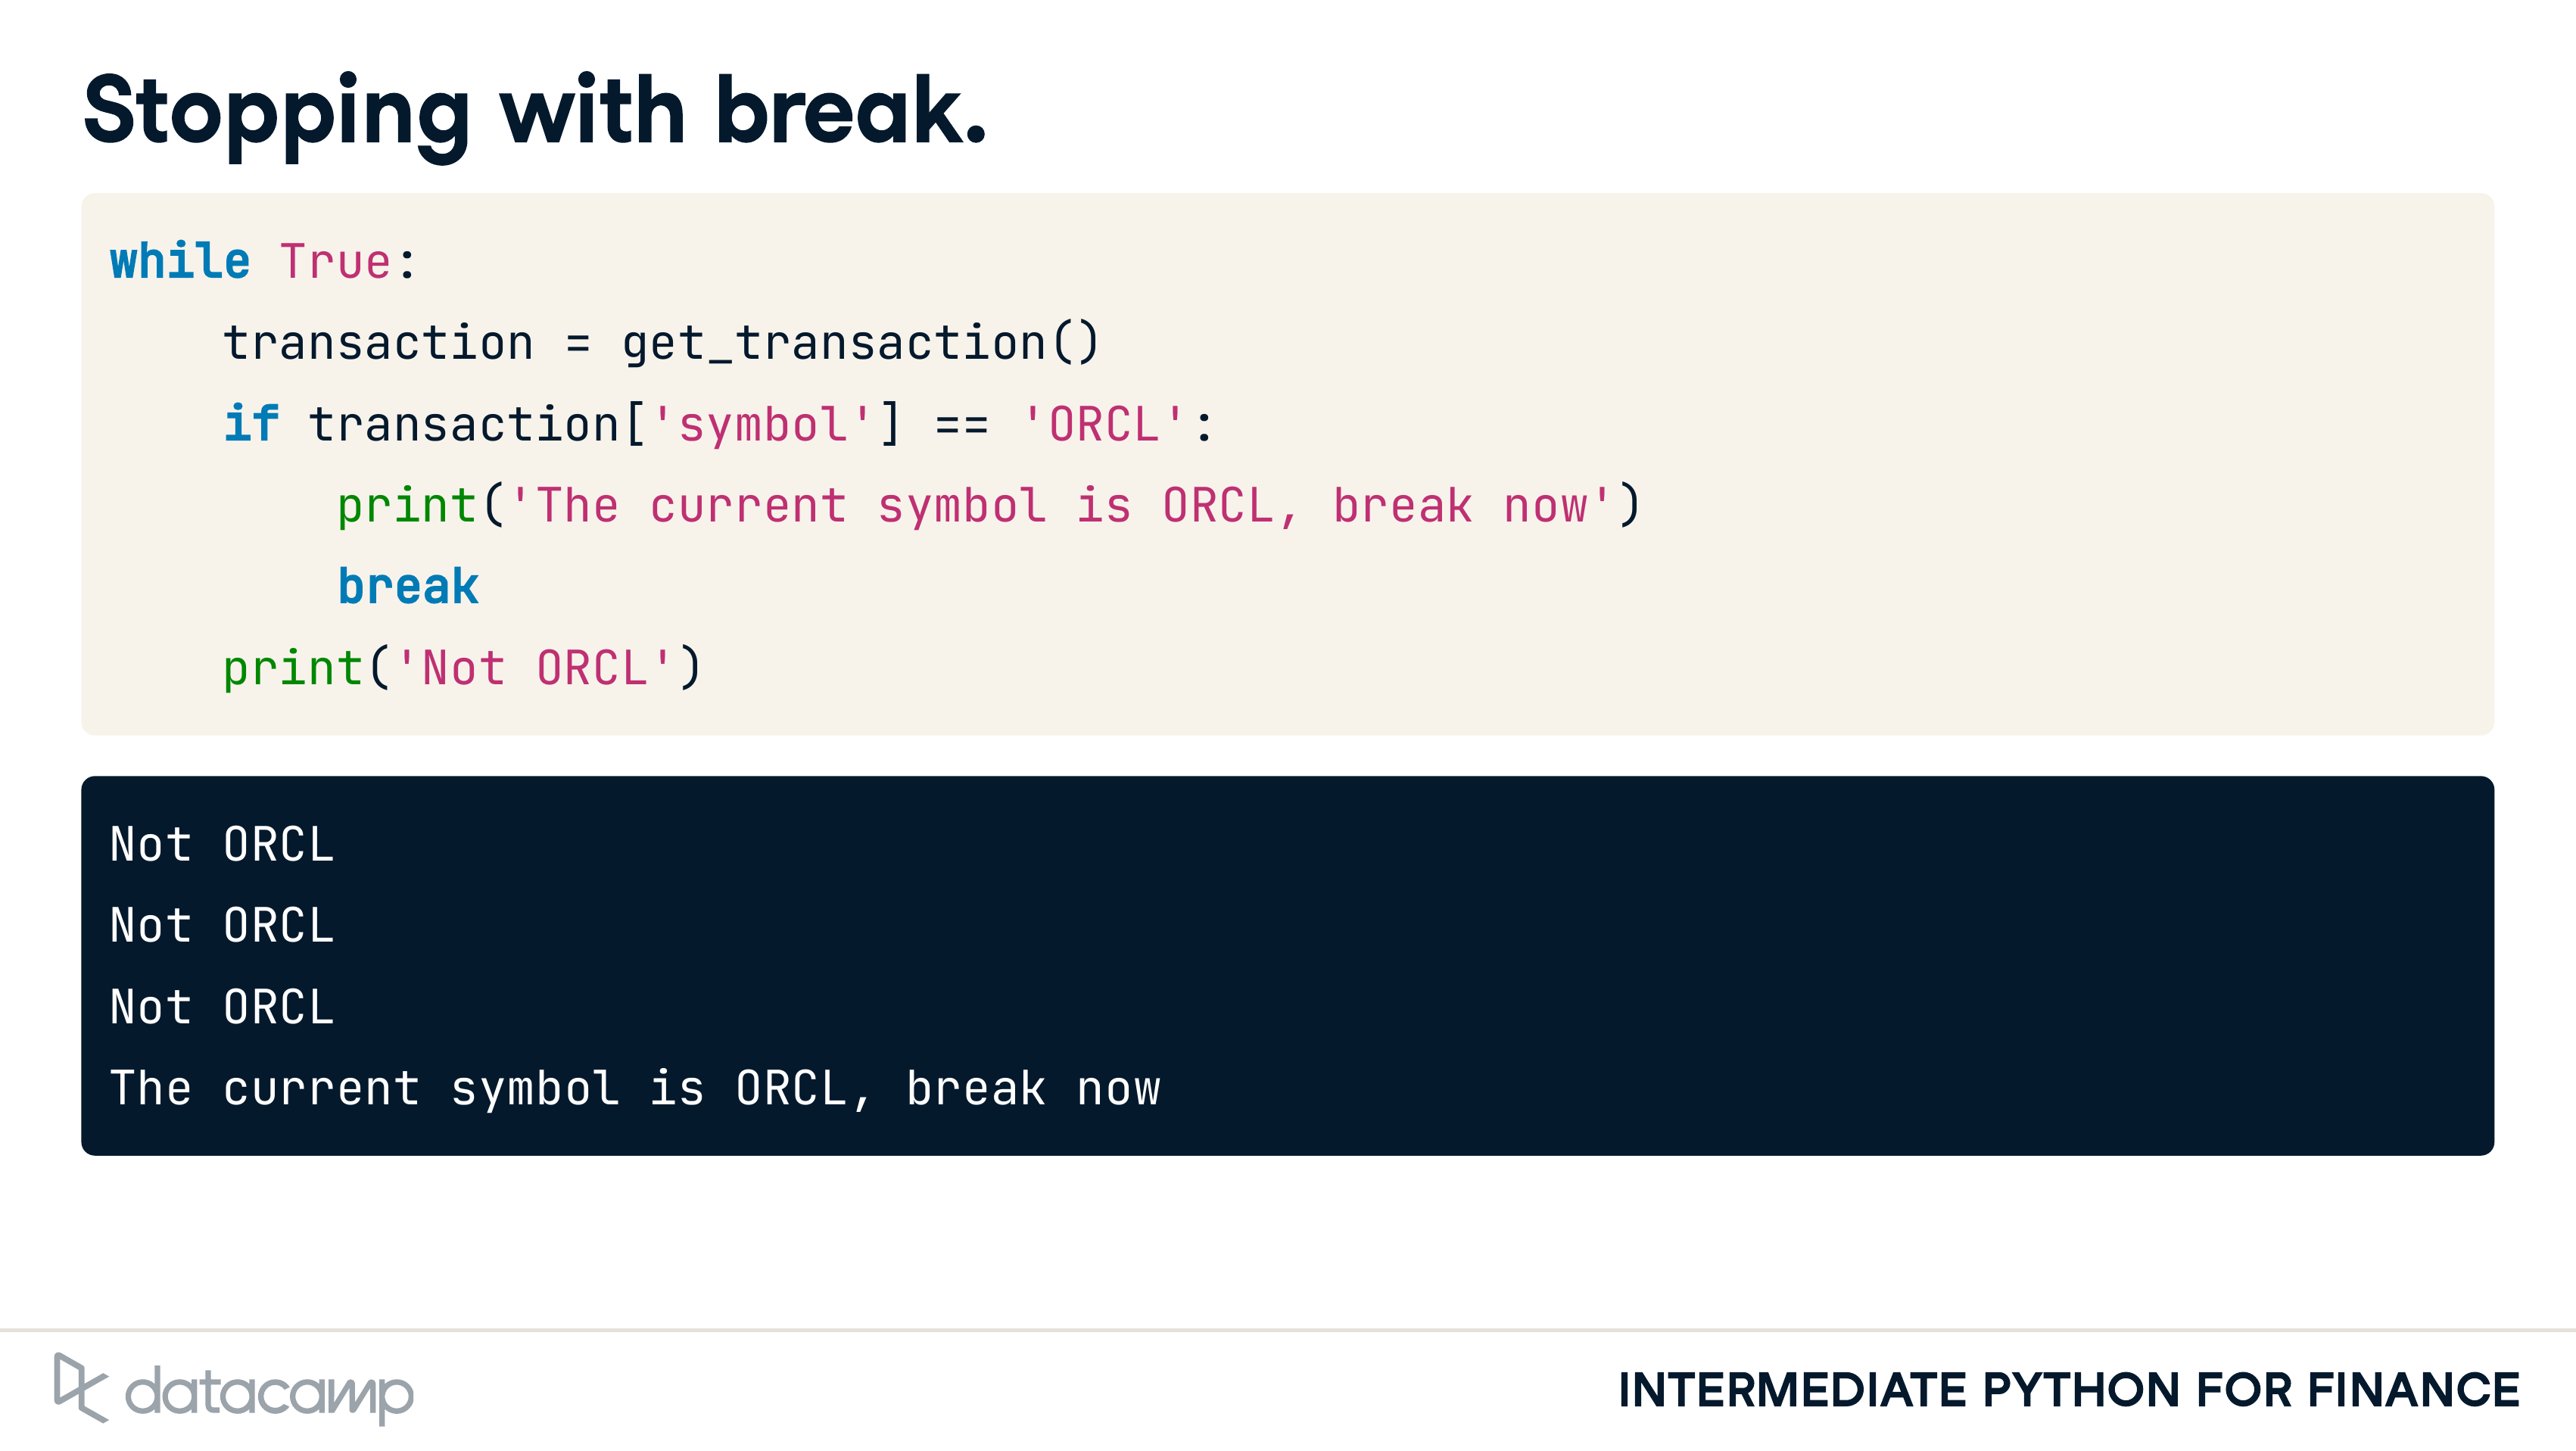 Stopping with break.
while True:
    transaction = get_transaction()
    if transaction['symbol'] == 'ORCL':
        print('The current symbol is ORCL, break now')
        break
    print('Not ORCL')
Not ORCL
Not ORCL
Not ORCL
The current symbol is ORCL, break now
datacamp
INTERMEDIATE PYTHON FOR FINANCE